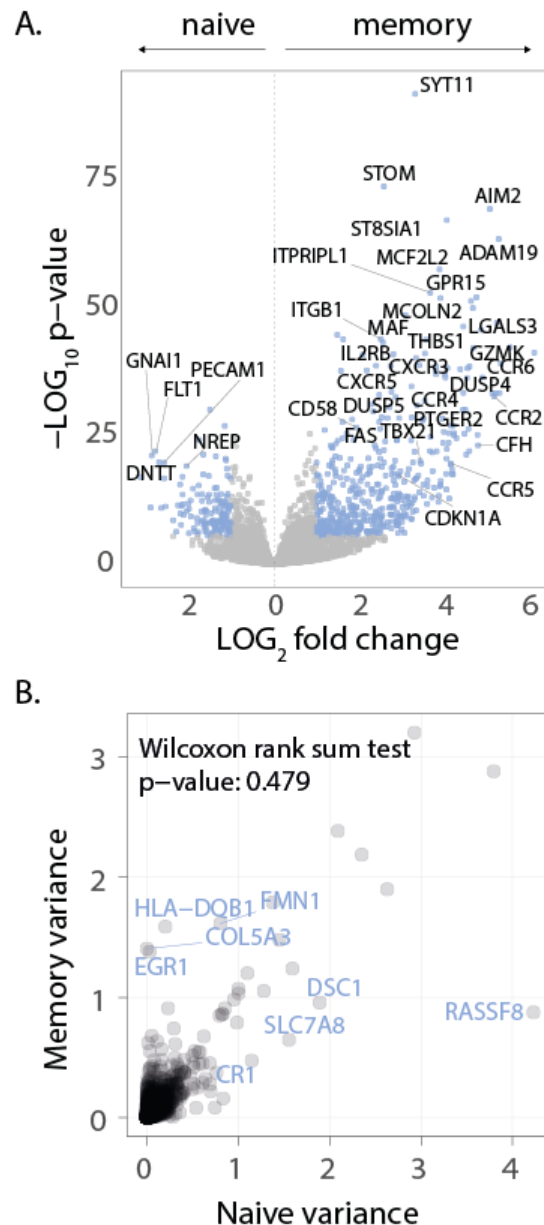 A.
naive
memory
SYT11
STOM
AIM2
ST8SIA1
ADAM19
ITPRIPL1
MCF2L2
GPR15
ITGB1
MCOLN2
MAF
THBS1
LGALS3
GNAI1
PECAM1
IL2RB
CXCR3
GZMK
CCR6
FLT1
CXCR5
DUSP4
CD58
DUSP5
CCR4
CCR2
NREP
FAS
TBX21
PTGER2
CFH
DNTT
CCR5
CDKN1A
75
50
25
0
−LOG10 p−value
2
0
2
4
6
LOG2 fold change
B.
Wilcoxon rank sum test
p−value: 0.479
HLA−DQB1
FMN1
COL5A3
EGR1
DSC1
SLC7A8
RASSF8
CR1
3
2
1
0
Memory variance
0
1
2
3
4
Naive variance